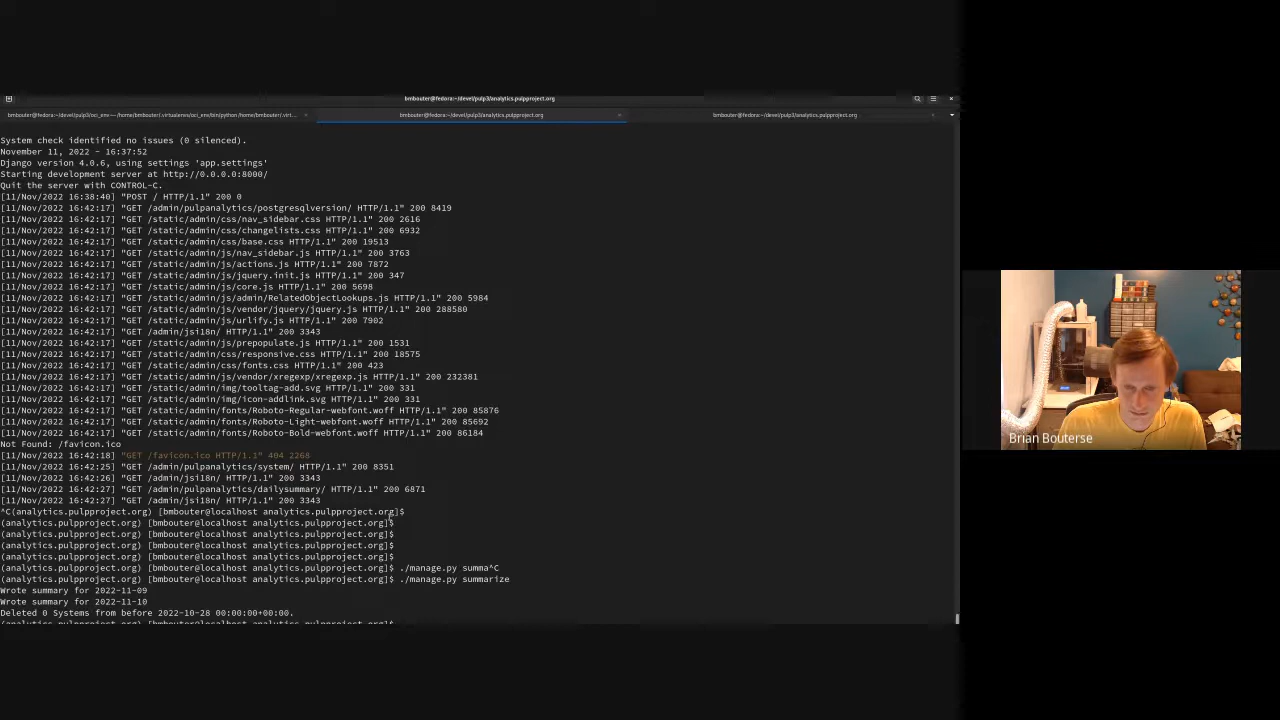 bmbouter@fedora:~/devel/pulp3/analytics.pulpproject.org
bmbouter@fedora:~/devel/pulp3/oci_env — /home/bmbouter/.virtualenvs/oci_env/bin/python /home/bmbouter/.virt...
bmbouter@fedora:~/devel/pulp3/analytics.pulpproject.org
bmbouter@fedora:~/devel/pulp3/analytics.pulpproject.org
System check identified no issues (0 silenced).
November 11, 2022 - 16:37:52
Django version 4.0.6, using settings 'app.settings'
Starting development server at http://0.0.0.0:8000/
Quit the server with CONTROL-C.
[11/Nov/2022 16:38:40] "POST / HTTP/1.1" 200 0
[11/Nov/2022 16:42:17] "GET /admin/pulpanalytics/postgresqlversion/ HTTP/1.1" 200 8419
[11/Nov/2022 16:42:17] "GET /static/admin/css/nav_sidebar.css HTTP/1.1" 200 2616
[11/Nov/2022 16:42:17] "GET /static/admin/css/changelists.css HTTP/1.1" 200 6932
[11/Nov/2022 16:42:17] "GET /static/admin/css/base.css HTTP/1.1" 200 19513
[11/Nov/2022 16:42:17] "GET /static/admin/js/nav_sidebar.js HTTP/1.1" 200 3763
[11/Nov/2022 16:42:17] "GET /static/admin/js/actions.js HTTP/1.1" 200 7872
[11/Nov/2022 16:42:17] "GET /static/admin/js/jquery.init.js HTTP/1.1" 200 347
[11/Nov/2022 16:42:17] "GET /static/admin/js/core.js HTTP/1.1" 200 5698
[11/Nov/2022 16:42:17] "GET /static/admin/js/admin/RelatedObjectLookups.js HTTP/1.1" 200 5984
[11/Nov/2022 16:42:17] "GET /static/admin/js/vendor/jquery/jquery.js HTTP/1.1" 200 288580
[11/Nov/2022 16:42:17] "GET /static/admin/js/urlify.js HTTP/1.1" 200 7902
[11/Nov/2022 16:42:17] "GET /admin/jsi18n/ HTTP/1.1" 200 3343
[11/Nov/2022 16:42:17] "GET /static/admin/js/prepopulate.js HTTP/1.1" 200 1531
[11/Nov/2022 16:42:17] "GET /static/admin/css/responsive.css HTTP/1.1" 200 18575
[11/Nov/2022 16:42:17] "GET /static/admin/css/fonts.css HTTP/1.1" 200 423
[11/Nov/2022 16:42:17] "GET /static/admin/js/vendor/xregexp/xregexp.js HTTP/1.1" 200 232381
[11/Nov/2022 16:42:17] "GET /static/admin/img/tooltag-add.svg HTTP/1.1" 200 331
[11/Nov/2022 16:42:17] "GET /static/admin/img/icon-addlink.svg HTTP/1.1" 200 331
[11/Nov/2022 16:42:17] "GET /static/admin/fonts/Roboto-Regular-webfont.woff HTTP/1.1" 200 85876
[11/Nov/2022 16:42:17] "GET /static/admin/fonts/Roboto-Light-webfont.woff HTTP/1.1" 200 85692
[11/Nov/2022 16:42:17] "GET /static/admin/fonts/Roboto-Bold-webfont.woff HTTP/1.1" 200 86184
Not Found: /favicon.ico
[11/Nov/2022 16:42:18] "GET /favicon.ico HTTP/1.1" 404 2268
[11/Nov/2022 16:42:25] "GET /admin/pulpanalytics/system/ HTTP/1.1" 200 8351
[11/Nov/2022 16:42:26] "GET /admin/jsi18n/ HTTP/1.1" 200 3343
[11/Nov/2022 16:42:27] "GET /admin/pulpanalytics/dailysummary/ HTTP/1.1" 200 6871
[11/Nov/2022 16:42:27] "GET /admin/jsi18n/ HTTP/1.1" 200 3343
^C(analytics.pulpproject.org) [bmbouter@localhost analytics.pulpproject.org]$
(analytics.pulpproject.org) [bmbouter@localhost analytics.pulpproject.org]$
(analytics.pulpproject.org) [bmbouter@localhost analytics.pulpproject.org]$
(analytics.pulpproject.org) [bmbouter@localhost analytics.pulpproject.org]$
(analytics.pulpproject.org) [bmbouter@localhost analytics.pulpproject.org]$
(analytics.pulpproject.org) [bmbouter@localhost analytics.pulpproject.org]$ ./manage.py summa^C
(analytics.pulpproject.org) [bmbouter@localhost analytics.pulpproject.org]$ ./manage.py summarize
Wrote summary for 2022-11-09
Wrote summary for 2022-11-10
Deleted 0 Systems from before 2022-10-28 00:00:00+00:00.
(analytics.pulpproject.org) [bmbouter@localhost analytics.pulpproject.org]$
Brian Bouterse